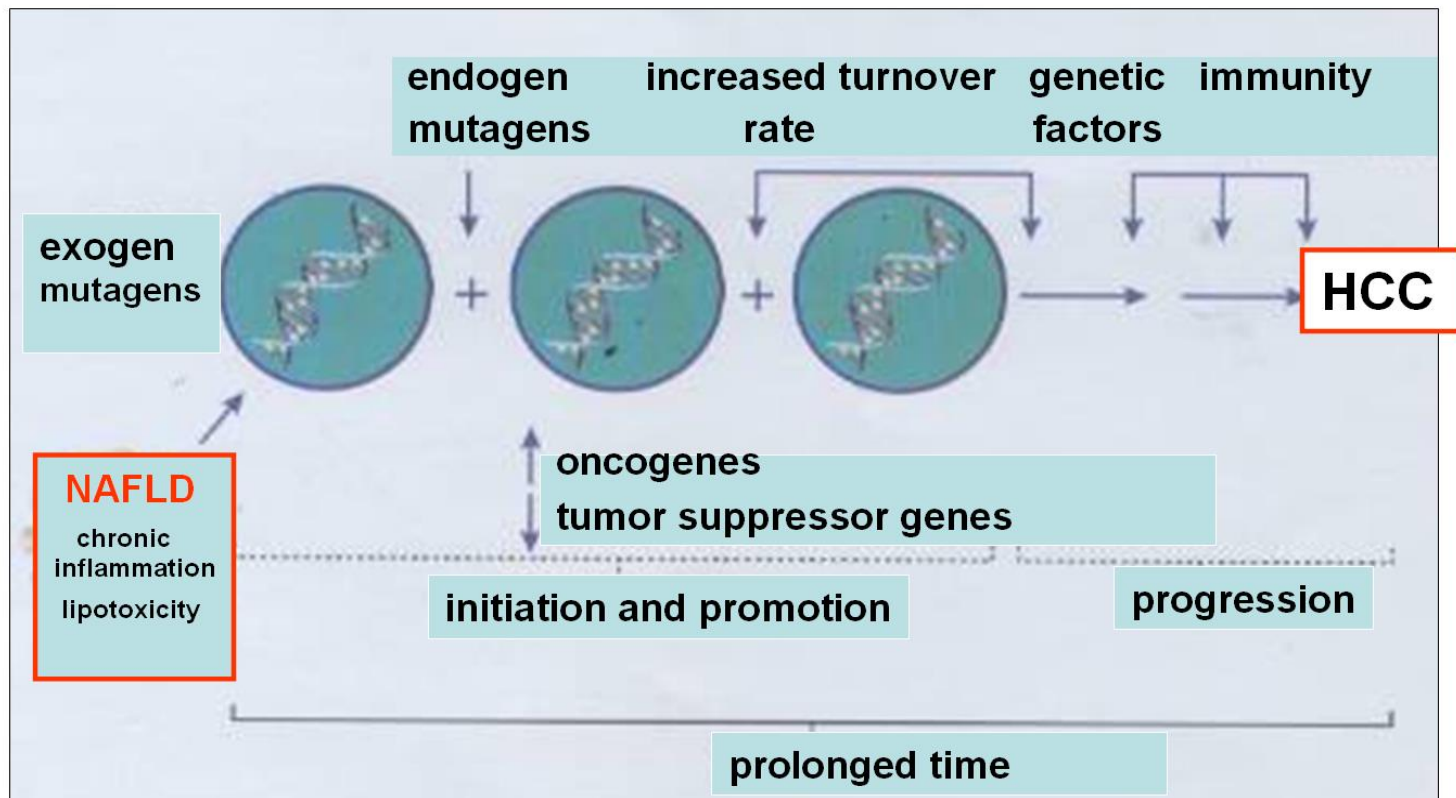 endogen increased turnover genetic immunity
mutagens rate factors
exogen
mutagens
+ +
HCC
NAFLD
chronic
inflammation
lipotoxicity
oncogenes
tumor suppressor genes
initiation and promotion
progression
prolonged time